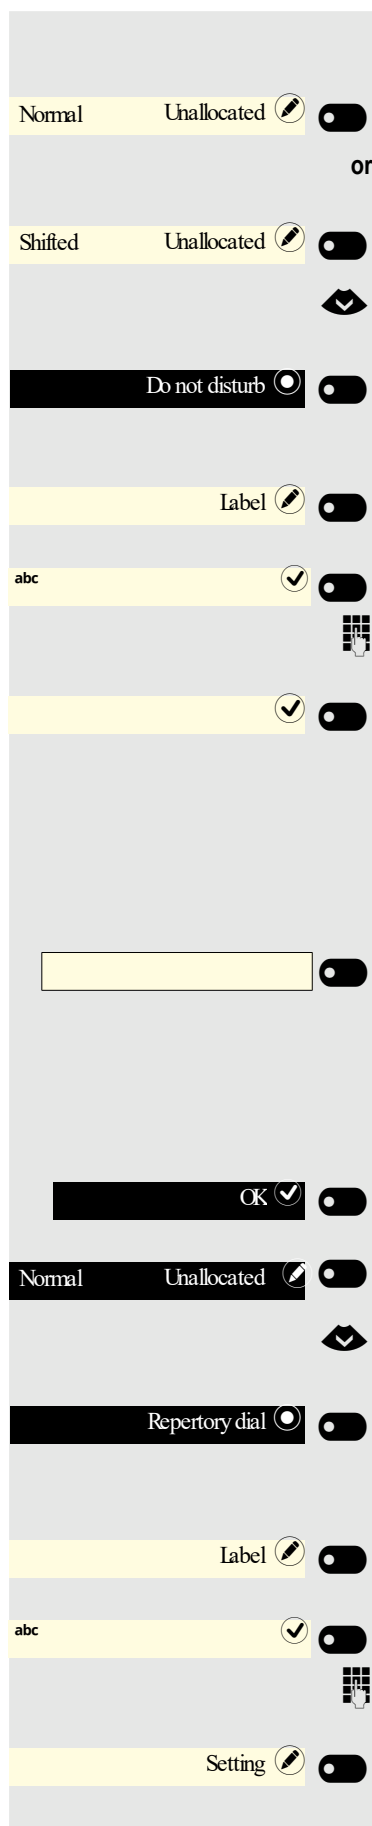 Normal Unallocated
or
Shifted Unallocated
Do not disturb
Label
abc
OK
Normal Unallocated
Repertory dial
Label
abc
Setting